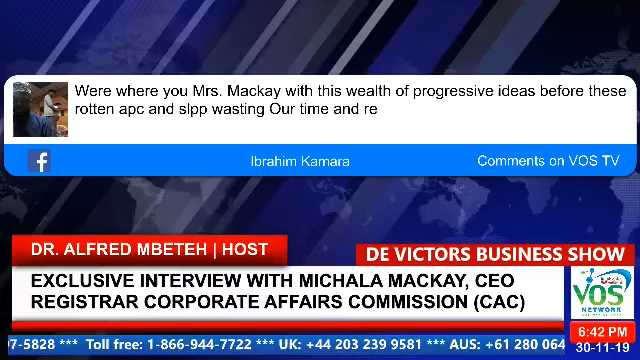 Were where you Mrs. Mackay with this wealth of progressive ideas before these
rotten apc and slpp wasting Our time and re
Ibrahim Kamara
Comments on VOS TV
DR. ALFRED MBETEH | HOST
DE VICTORS BUSINESS SHOW
EXCLUSIVE INTERVIEW WITH MICHALA MACKAY, CEO
REGISTRAR CORPORATE AFFAIRS COMMISSION (CAC)
VOS
NETWORK
6:42 PM
7-5828 *** Toll free: 1-866-944-7722 *** UK: +44 203 239 9581 *** AUS: +61 280 064
30-11-19